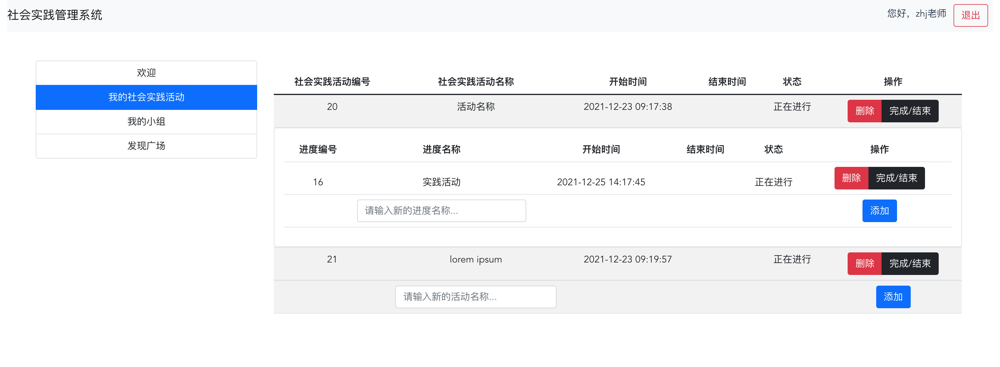 社会实践管理系统
您好，zhj老师 退出
欢迎
我的社会实践活动
我的小组
发现广场
社会实践活动编号 社会实践活动名称 开始时间 结束时间 状态 操作
20 活动名称 2021-12-23 09:17:38 正在进行 删除 完成/结束
进度编号 进度名称 开始时间 结束时间 状态 操作
16 实践活动 2021-12-25 14:17:45 正在进行 删除 完成/结束
请输入新的进度名称... 添加
21 lorem ipsum 2021-12-23 09:19:57 正在进行 删除 完成/结束
请输入新的活动名称... 添加